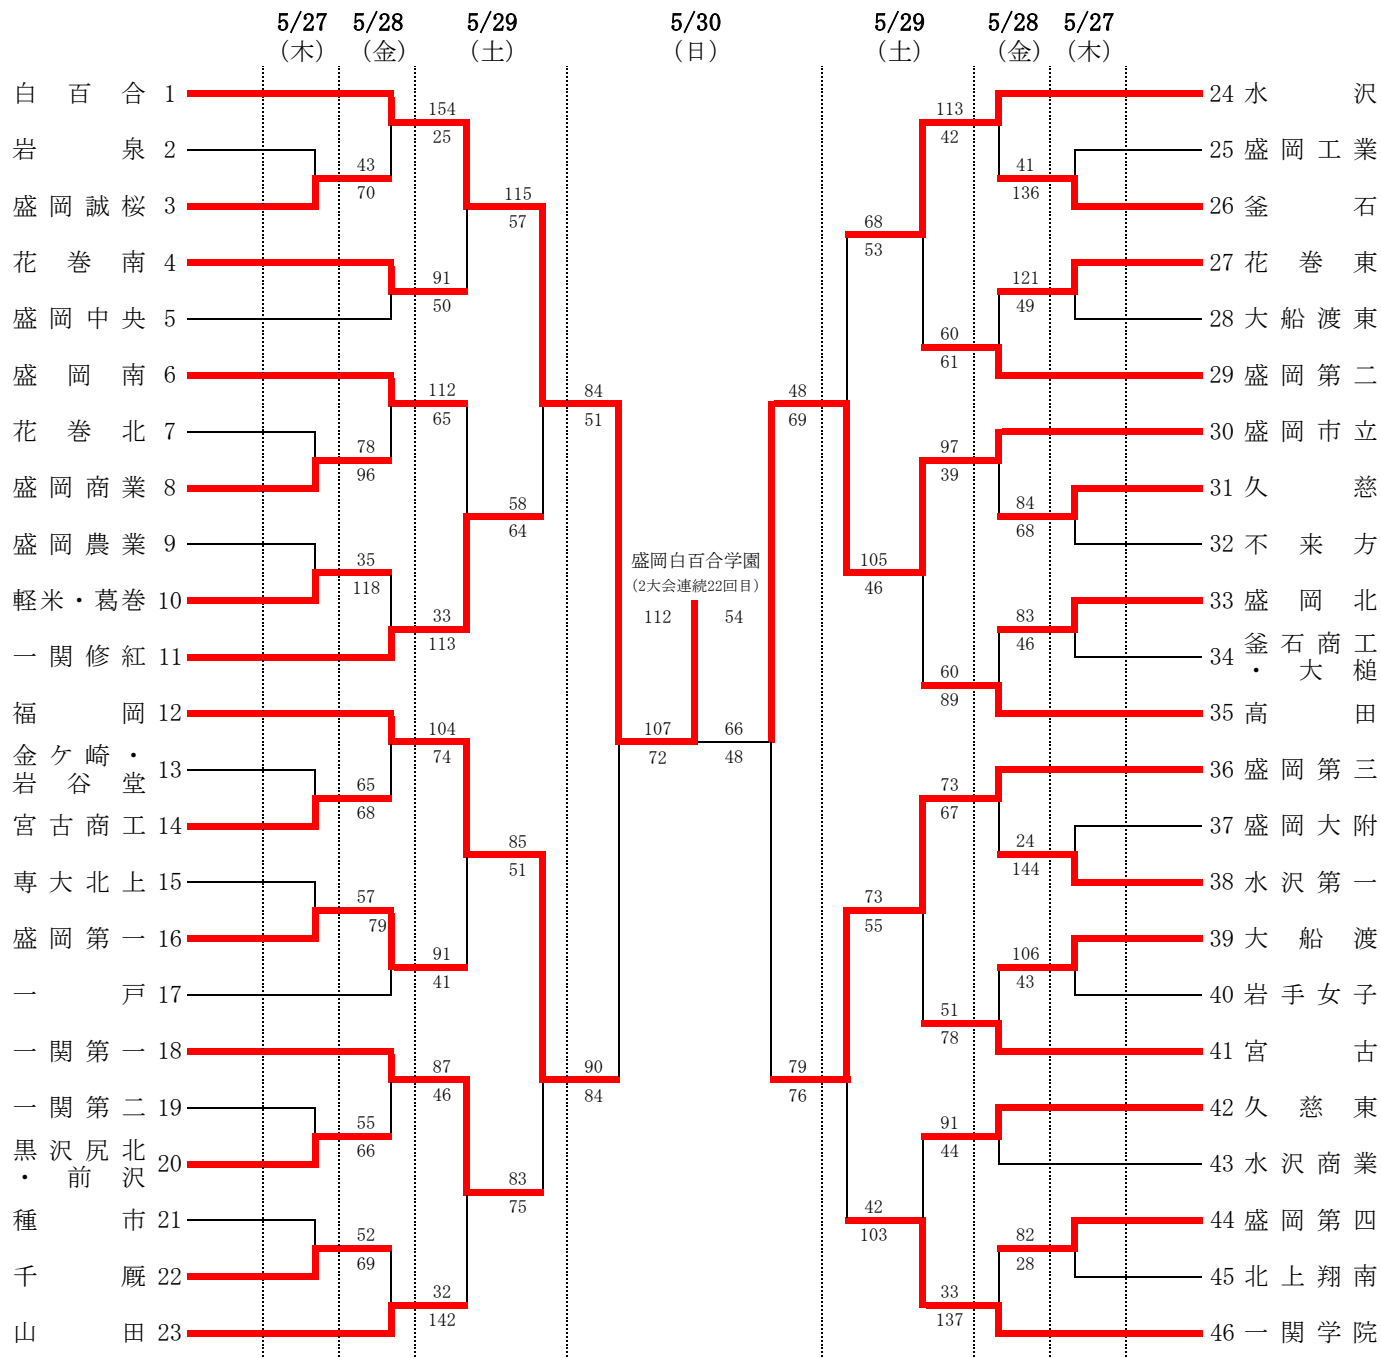 5/27 5/28 5/29 5/30 5/29 5/28 5/27
(木) (金) (土) (日) (土) (金) (木)
白百合 1
岩泉 2
盛岡誠桜 3
花巻南 4
盛岡中央 5
盛岡南 6
花巻北 7
盛岡商業 8
盛岡農業 9
軽米・葛巻 10
一関修紅 11
福岡 12
金ケ崎・
岩谷堂 13
宮古商工 14
専大北上 15
盛岡第一 16
一戸 17
一関第一 18
一関第二 19
黒沢尻北
・前沢 20
種市 21
千厩 22
山田 23
43
70
78
96
35
118
65
68
57
79
55
66
52
69
154
25
91
50
112
65
33
113
104
74
91
41
87
46
32
142
115
57
58
64
85
51
83
75
84
51
90
84
107
72
盛岡白百合学園
(2大会連続22回目)
112 54
66
48
48
69
79
76
68
53
105
46
73
55
42
103
113
42
60
61
97
39
60
89
73
67
51
78
91
44
33
137
41
136
121
49
84
68
83
46
24
144
106
43
82
28
24 水沢
25 盛岡工業
26 釜石
27 花巻東
28 大船渡東
29 盛岡第二
30 盛岡市立
31 久慈
32 不来方
33 盛岡北
34 釜石商工
・大槌
35 高田
36 盛岡第三
37 盛岡大附
38 水沢第一
39 大船渡
40 岩手女子
41 宮古
42 久慈東
43 水沢商業
44 盛岡第四
45 北上翔南
46 一関学院